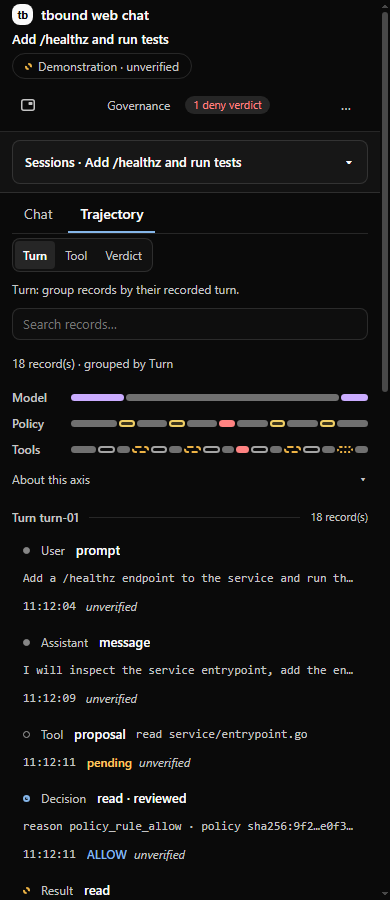 tb tbound web chat
Add /healthz and run tests
Demonstration · unverified
Governance 1 deny verdict ...
Sessions · Add /healthz and run tests
Chat Trajectory
Turn Tool Verdict
Turn: group records by their recorded turn.
Search records...
18 record(s) · grouped by Turn
Model
Policy
Tools
About this axis
Turn turn-01 18 record(s)
User prompt
Add a /healthz endpoint to the service and run th…
11:12:04 unverified
Assistant message
I will inspect the service entrypoint, add the en…
11:12:09 unverified
Tool proposal read service/entrypoint.go
11:12:11 pending unverified
Decision read · reviewed
reason policy_rule_allow · policy sha256:9f2…e0f3…
11:12:11 ALLOW unverified
Result read